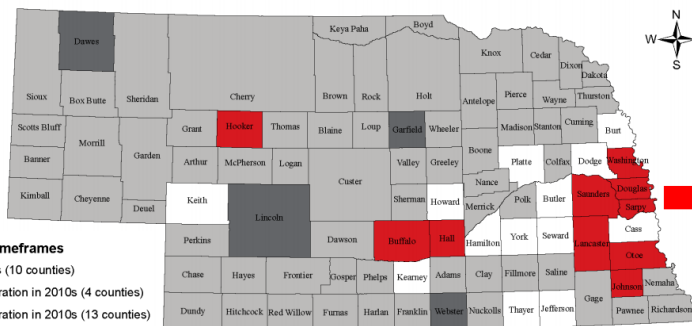 N
W E
S
Keya Paha Boyd
Dawes
Knox Cedar
Dixon
Dakota
Sioux Box Butte Sheridan Cherry Brown Rock Holt
Antelope Pierce Wayne Thurston
Scotts Bluff Grant Hooker Thomas Blaine Loup Garfield Wheeler Madison Stanton Cuming Burt
Morrill
Banner Garden Arthur McPherson Logan Valley Greeley Boone Platte Colfax Dodge Washington
Custer
Kimball Cheyenne Deuel Keith Lincoln Sherman Howard Nance Merrick Polk Butler Saunders Douglas
Sarpy
Perkins Dawson Buffalo Hall Hamilton York Seward Lancaster Cass
Otoe
meframes
s (10 counties) Chase Hayes Frontier Gosper Phelps Kearney Adams Clay Fillmore Saline Johnson Nemaha
ration in 2010s (4 counties) Gage
ration in 2010s (13 counties) Dundy Hitchcock Red Willow Furnas Harlan Franklin Webster Nuckolls Thayer Jefferson Pawnee Richardson